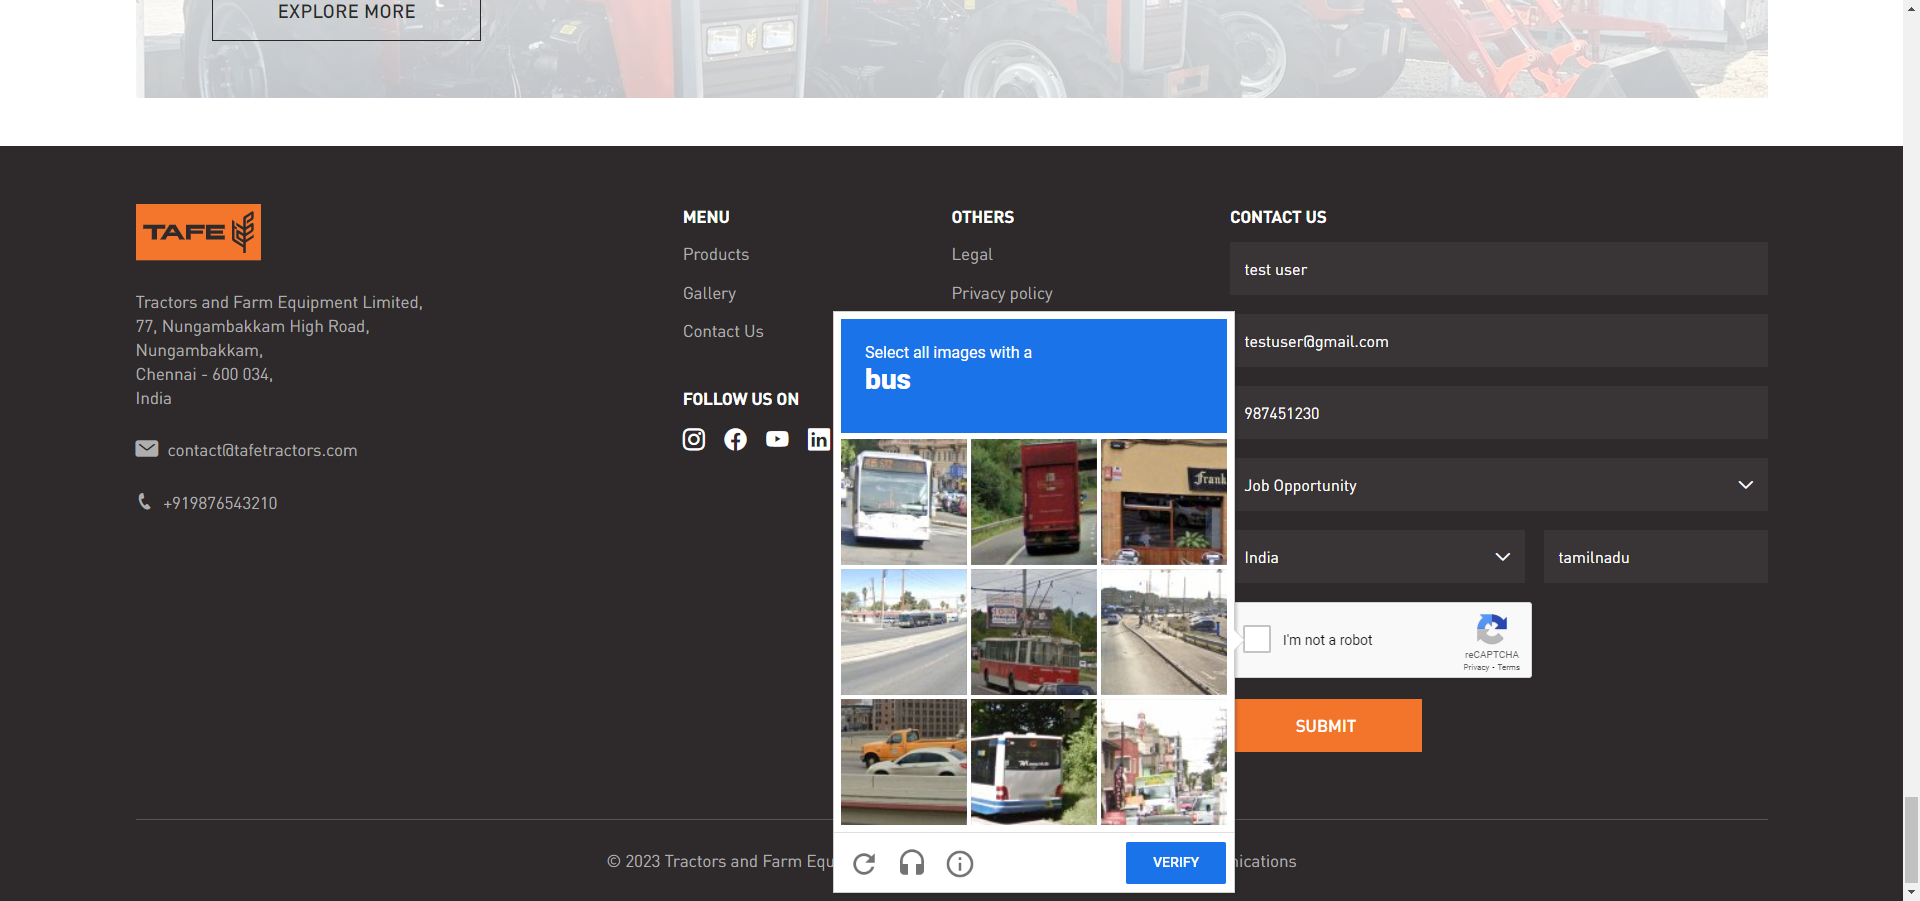 EXPLORE MORE
TAFE
Tractors and Farm Equipment Limited,
77, Nungambakkam High Road,
Nungambakkam,
Chennai - 600 034,
India
contact@tafetractors.com
+919876543210
MENU
Products
Gallery
Contact Us
FOLLOW US ON
OTHERS
Legal
Privacy policy
CONTACT US
test user
testuser@gmail.com
987451230
Job Opportunity
India
tamilnadu
I'm not a robot
reCAPTCHA
Privacy - Terms
SUBMIT
Select all images with a
bus
Frank
VERIFY
© 2023 Tractors and Farm Equ
nications